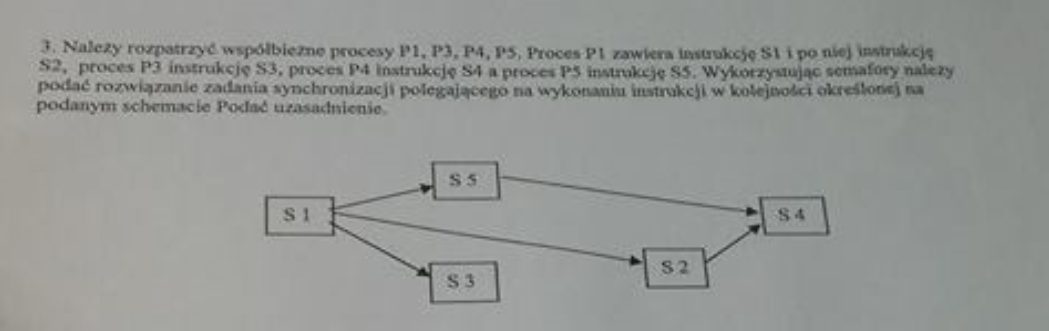 3. Należy rozpatrzyć współbieżne procesy P1, P3, P4, P5. Proces P1 zawiera instrukcję S1 i po niej instrukcję
S2, proces P3 instrukcję S3, proces P4 instrukcję S4 a proces P5 instrukcję S5. Wykorzystując semafory należy
podać rozwiązanie zadania synchronizacji polegającego na wykonaniu instrukcji w kolejności określonej na
podanym schemacie Podać uzasadnienie.
S 5
S 1
S 4
S 2
S 3